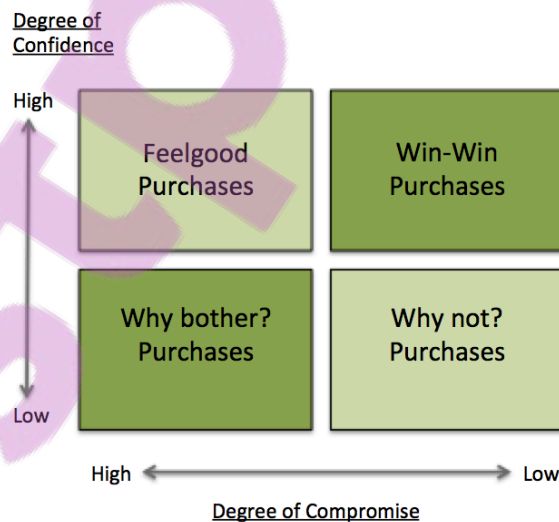 Degree of
Confidence
High
Feelgood
Purchases
Win-Win
Purchases
Why bother?
Purchases
Why not?
Purchases
Low
High
Low
Degree of Compromise